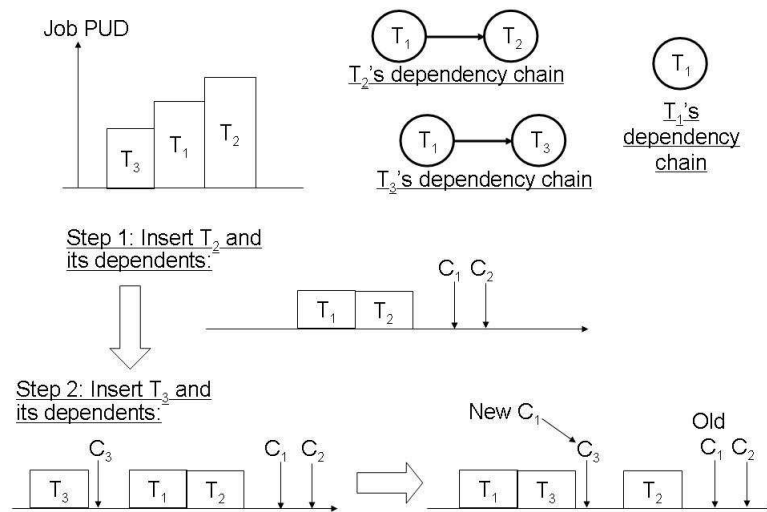 Job PUD
T3
T1
T2
T1
T2
T2's dependency chain
T1
T3
T3's dependency chain
T1
T1's
dependency
chain
Step 1: Insert T2 and
its dependents:
T1
T2
C1
C2
Step 2: Insert T3 and
its dependents:
T3
C3
T1
T2
C1
C2
New C1
T1
T3
C3
T2
Old
C1
C2